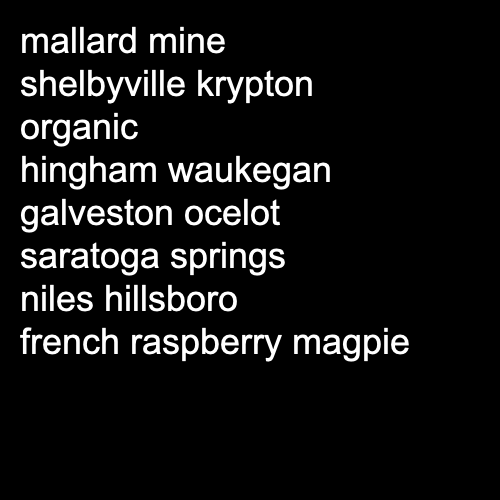 mallard mine
shelbyville krypton
organic
hingham waukegan
galveston ocelot
saratoga springs
niles hillsboro
french raspberry magpie